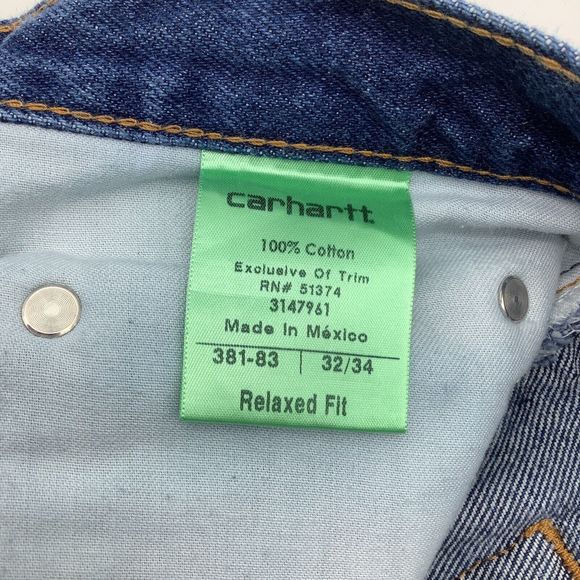 carhartt
100% Cotton
Exclusive Of Trim
RN# 51374
3147961
Made In México
381-83 | 32/34
Relaxed Fit